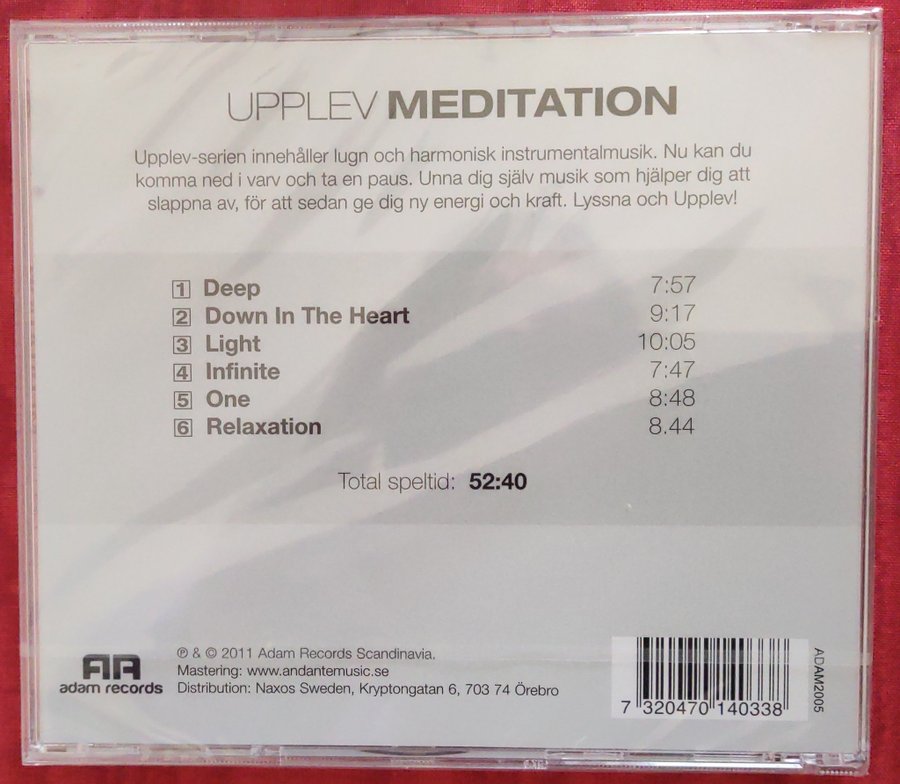 UPPLEV MEDITATION
Upplev-serien innehåller lugn och harmonisk instrumentalmusik. Nu kan du
komma ned i varv och ta en paus. Unna dig själv musik som hjälper dig att
slappna av, för att sedan ge dig ny energi och kraft. Lyssna och Upplev!
1 Deep 7:57
2 Down In The Heart 9:17
3 Light 10:05
4 Infinite 7:47
5 One 8:48
6 Relaxation 8.44
Total speltid: 52:40
adam records
℗ & © 2011 Adam Records Scandinavia.
Mastering: www.andantemusic.se
Distribution: Naxos Sweden, Kryptongatan 6, 703 74 Örebro
7 320470 140338
ADAM2005